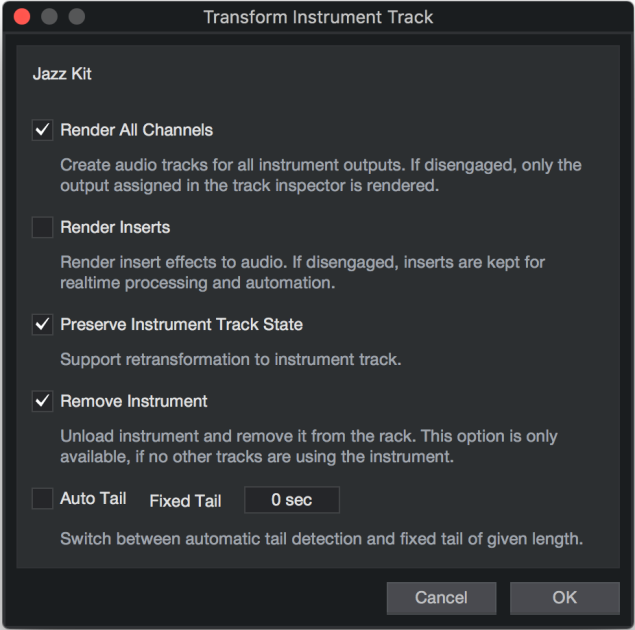 Transform Instrument Track
Jazz Kit
Render All Channels
Create audio tracks for all instrument outputs. If disengaged, only the
output assigned in the track inspector is rendered.
Render Inserts
Render insert effects to audio. If disengaged, inserts are kept for
realtime processing and automation.
Preserve Instrument Track State
Support retransformation to instrument track.
Remove Instrument
Unload instrument and remove it from the rack. This option is only
available, if no other tracks are using the instrument.
Auto Tail Fixed Tail 0 sec
Switch between automatic tail detection and fixed tail of given length.
Cancel OK